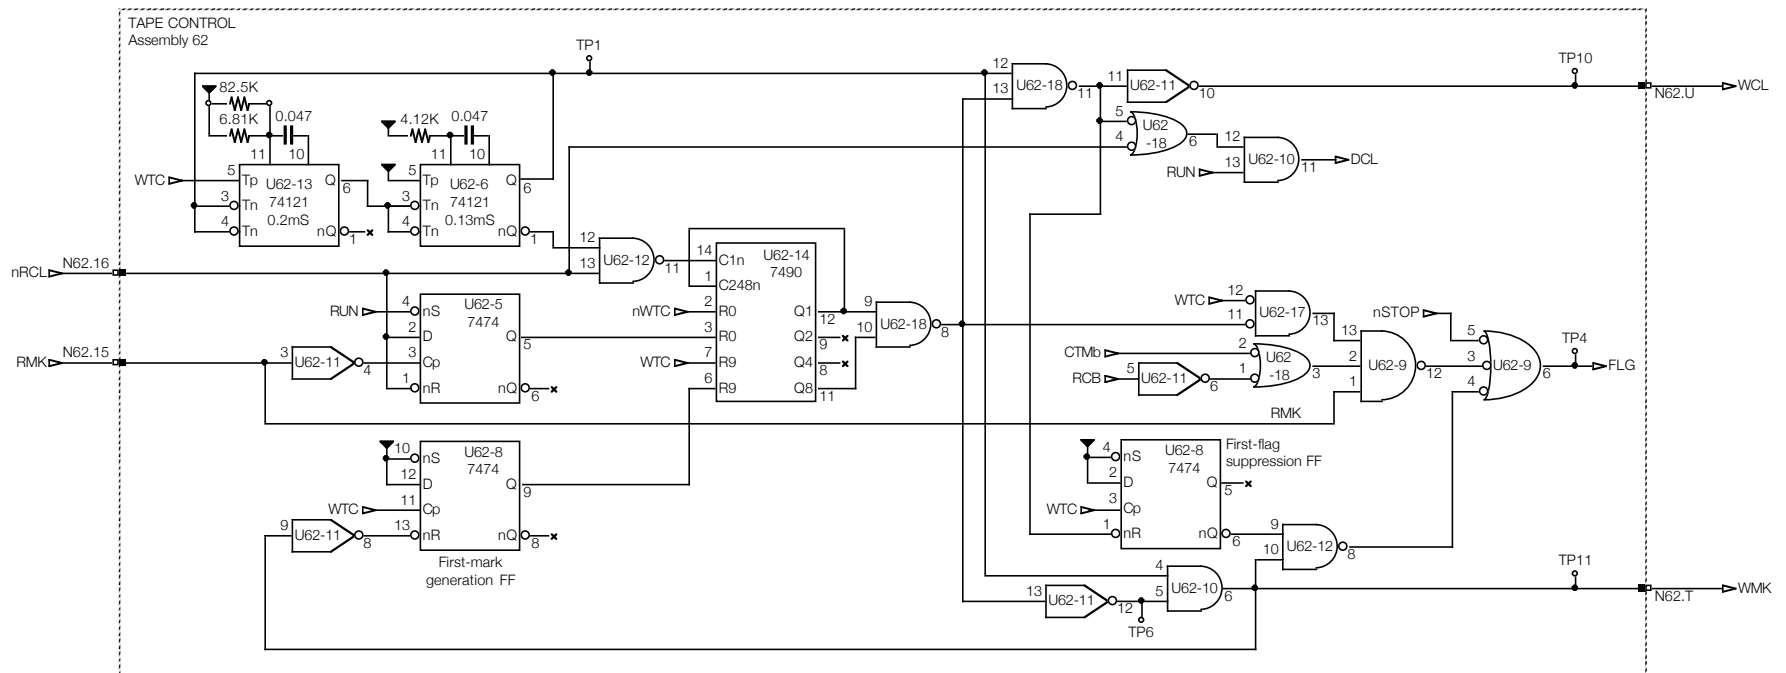 TAPE CONTROL
Assembly 62
TP1
TP10
82.5K
6.81K
0.047
4.12K
0.047
11
10
11
10
12
13
U62-18
11
11
U62-11
10
N62.U
WCL
5
4
U62
-18
6
12
13
U62-10
11
DCL
RUN
WTC
5
Tp
3
Tn
4
Tn
U62-13
74121
0.2mS
Q
6
nQ
1
5
Tp
3
Tn
4
Tn
U62-6
74121
0.13mS
Q
6
nQ
1
12
13
U62-12
11
nRCL
N62.16
14
C1n
1
C248n
2
R0
3
R0
7
R9
6
R9
U62-14
7490
Q1
12
Q2
9
Q4
8
Q8
11
nWTC
WTC
9
10
U62-18
8
RUN
4
nS
2
D
3
Cp
1
nR
U62-5
7474
Q
5
nQ
6
RMK
N62.15
3
U62-11
4
WTC
12
11
U62-17
13
nSTOP
CTMb
2
1
U62
-18
3
RCB
5
U62-11
6
13
2
1
U62-9
12
5
3
4
U62-9
6
TP4
FLG
RMK
10
nS
12
D
11
Cp
13
nR
U62-8
7474
Q
9
nQ
8
WTC
9
U62-11
8
First-mark
generation FF
4
nS
2
D
3
Cp
1
nR
U62-8
7474
Q
5
nQ
6
WTC
First-flag
suppression FF
9
10
U62-12
8
13
U62-11
12
TP6
4
5
U62-10
6
TP11
N62.T
WMK